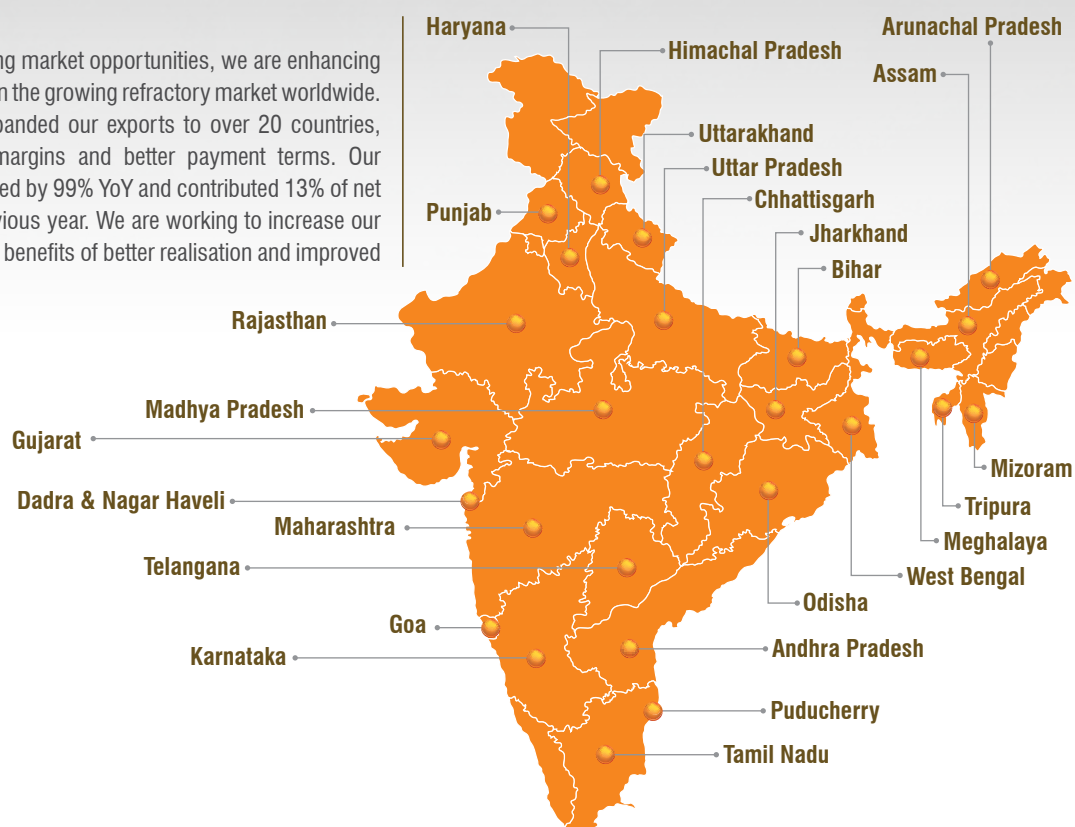 ng market opportunities, we are enhancing
n the growing refractory market worldwide.
panded our exports to over 20 countries,
margins and better payment terms. Our
ed by 99% YoY and contributed 13% of net
vious year. We are working to increase our
benefits of better realisation and improved
Haryana
Himachal Pradesh
Arunachal Pradesh
Assam
Uttarakhand
Uttar Pradesh
Chhattisgarh
Punjab
Jharkhand
Bihar
Rajasthan
Madhya Pradesh
Gujarat
Mizoram
Dadra & Nagar Haveli
Tripura
Maharashtra
Meghalaya
Telangana
West Bengal
Odisha
Goa
Karnataka
Andhra Pradesh
Puducherry
Tamil Nadu